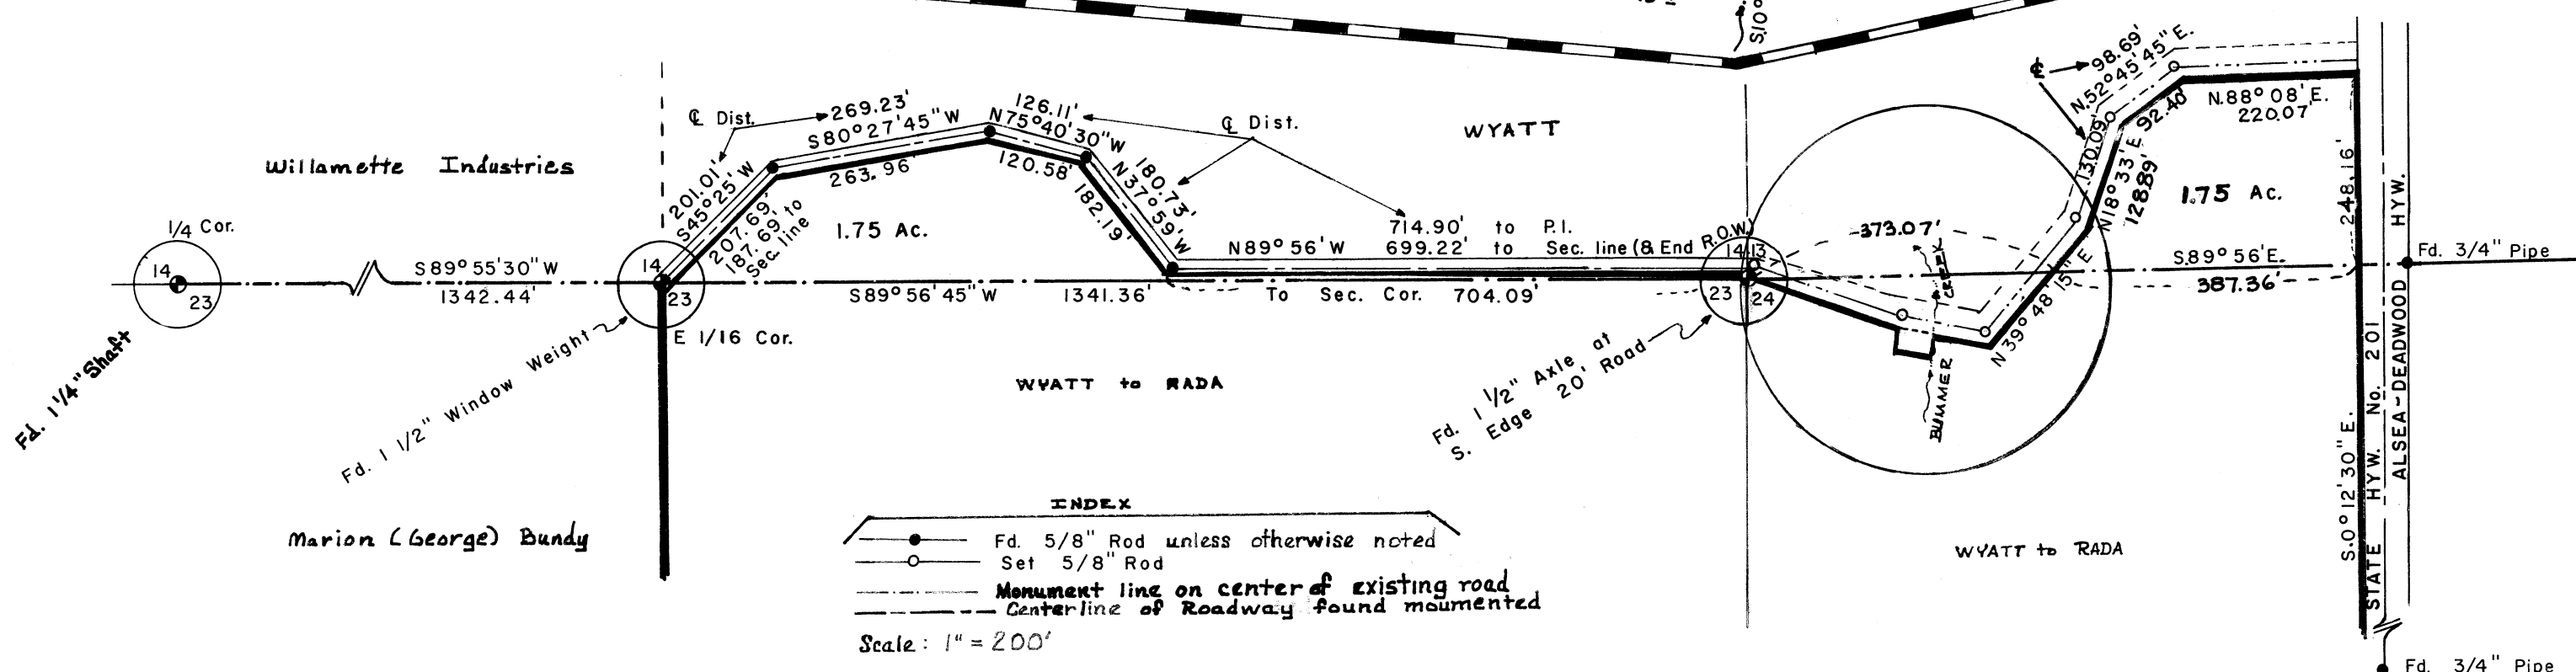 S.10°
℄ → 98.69'
N.52°45'45" E.
130.09'
92.40'
N.88° 08' E.
220.07'
N18°33' E
128.89'
1.75 Ac.
248.16'
℄ Dist.
269.23'
S80°27'45" W
126.11'
N75°40'30" W
℄ Dist.
WYATT
201.01'
S45°25' W
263.96
120.58'
180.73'
N37°59' W
182.19'
207.69'
187.69' to
Sec. line
1.75 Ac.
Willamette Industries
1/4 Cor.
14
23
Fd. 1 1/4" Shaft
S89°55'30" W
1342.44'
14
23
E 1/16 Cor.
Fd. 1 1/2" Window Weight
S89°56'45" W 1341.36'
To Sec. Cor. 704.09'
714.90' to P.I.
N89°56' W 699.22' to Sec. line (& End R.O.W.)
14 13
23 24
373.07'
CREEK
BUMMER
N 39° 48' 15" E
S.89° 56' E.
387.36'
Fd. 3/4" Pipe
WYATT to RADA
Fd. 1 1/2" Axle at
S. Edge 20' Road
Marion (George) Bundy
INDEX
Fd. 5/8" Rod unless otherwise noted
Set 5/8" Rod
Monument line on center of existing road
Centerline of Roadway found moumented
Scale: 1" = 200'
WYATT to RADA
S.0°12'30" E.
STATE HYW. No. 201
ALSEA-DEADWOOD HYW.
Fd. 3/4" Pipe